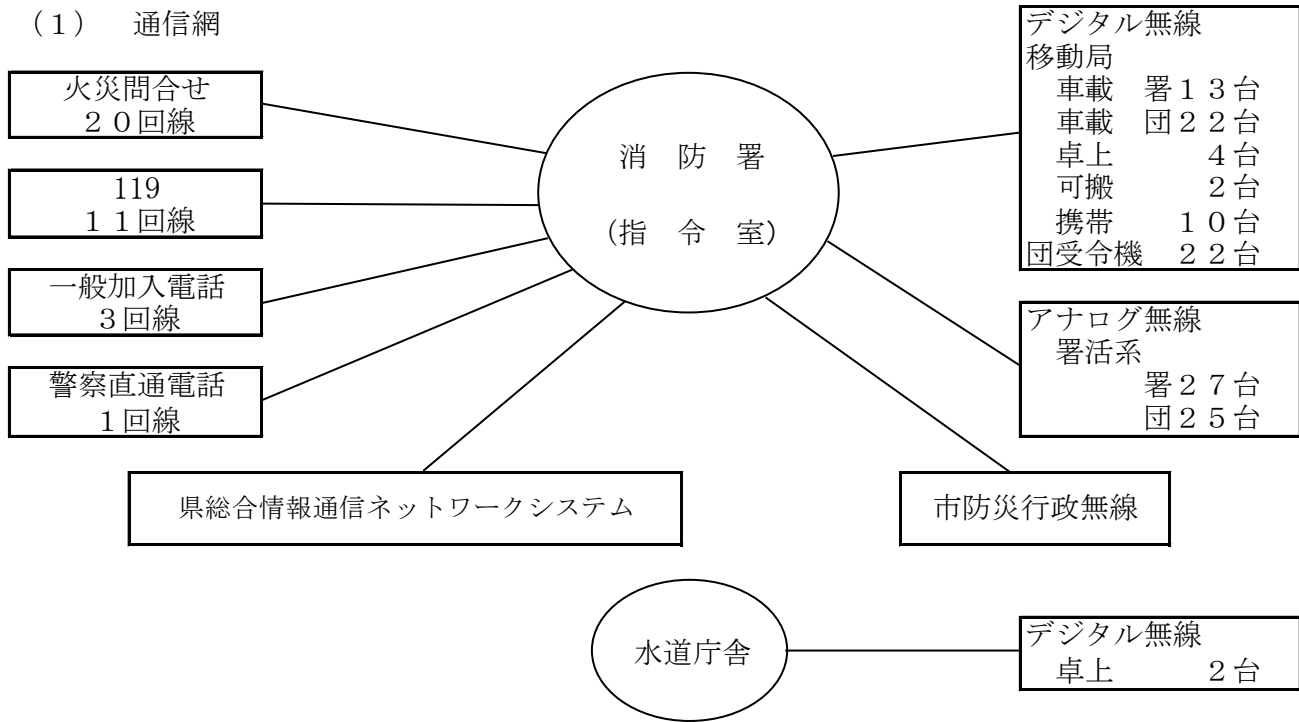 （１）　通信網
火災問合せ
２０回線
119
１１回線
一般加入電話
３回線
警察直通電話
１回線
消　防　署
（指　令　室）
デジタル無線
移動局
車載　署１３台
車載　団２２台
卓上　　　４台
可搬　　　２台
携帯　　１０台
団受令機　２２台
アナログ無線
署活系
署２７台
団２５台
県総合情報通信ネットワークシステム
市防災行政無線
水道庁舎
デジタル無線
卓上　　　２台